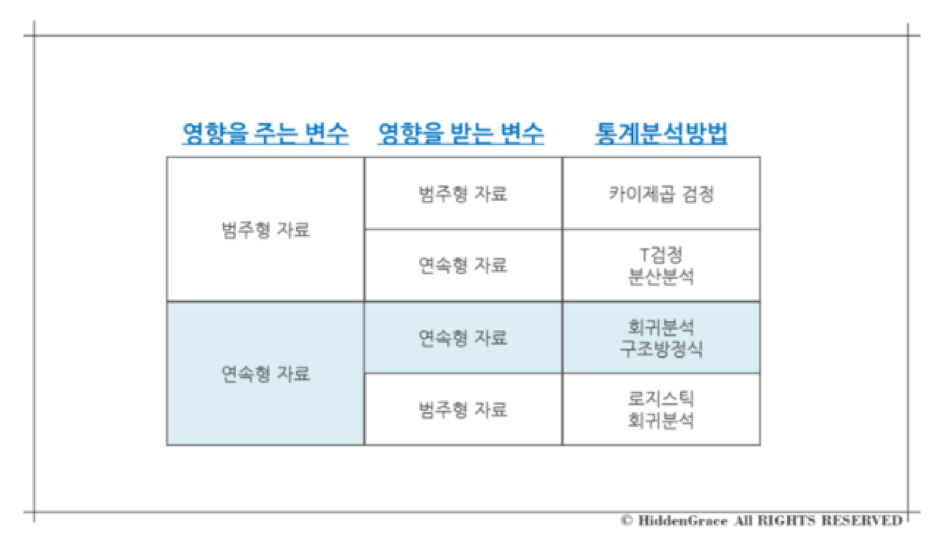 영향을 주는 변수 영향을 받는 변수 통계분석방법
범주형 자료
범주형 자료 카이제곱 검정
연속형 자료
T검정
분산분석
연속형 자료
연속형 자료
회귀분석
구조방정식
범주형 자료
로지스틱
회귀분석
© HiddenGrace All RIGHTS RESERVED